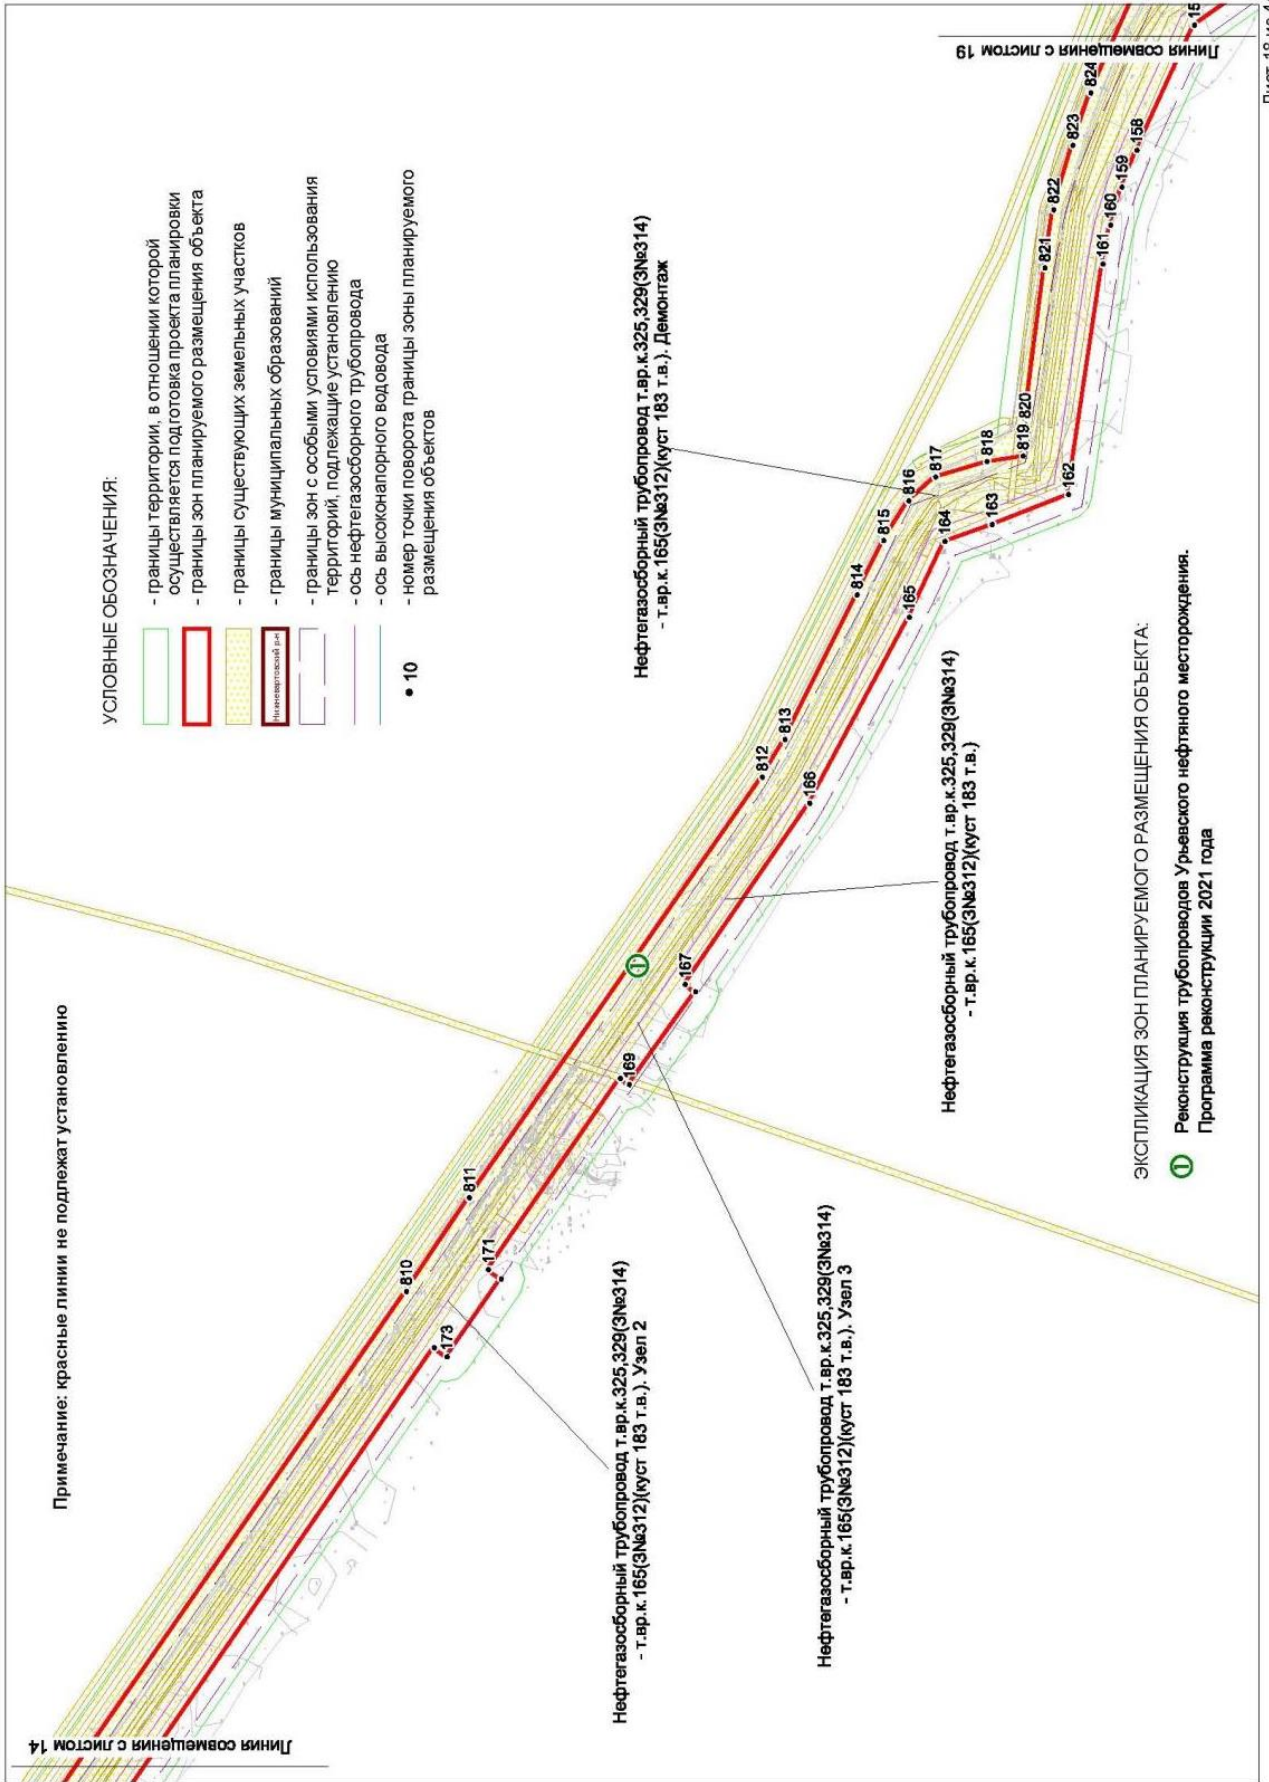 Примечание: красные линии не подлежат установлению
УСЛОВНЫЕ ОБОЗНАЧЕНИЯ:
- границы территории, в отношении которой
осуществляется подготовка проекта планировки
- границы зон планируемого размещения объекта
- границы существующих земельных участков
Нижневартовский р-н
- границы муниципальных образований
- границы зон с особыми условиями использования
территорий, подлежащие установлению
- ось нефтегазосборного трубопровода
- ось высоконапорного водовода
• 10
- номер точки поворота границы зоны планируемого
размещения объектов
Линия совмещения с листом 14
Линия совмещения с листом 19
810
811
812
813
814
815
816
817
818
819
820
821
822
823
824
158
159
160
161
162
163
164
165
166
167
169
171
173
15
1
Нефтегазосборный трубопровод т.вр.к.325,329(ЗНр314)
- т.вр.к.165(3№312)(куст 183 т.в.). Узел 2
Нефтегазосборный трубопровод т.вр.к.325,329(3№314)
- т.вр.к.165(3№312)(куст 183 т.в.). Узел 3
Нефтегазосборный трубопровод т.вр.к.325,329(3№314)
- т.вр.к.165(3№312)(куст 183 т.в.)
Нефтегазосборный трубопровод т.вр.к.325,329(3№314)
- т.вр.к.165(3№312)(куст 183 т.в.). Демонтаж
ЭКСПЛИКАЦИЯ ЗОН ПЛАНИРУЕМОГО РАЗМЕЩЕНИЯ ОБЪЕКТА:
1 Реконструкция трубопроводов Урьевского нефтяного месторождения.
Программа реконструкции 2021 года